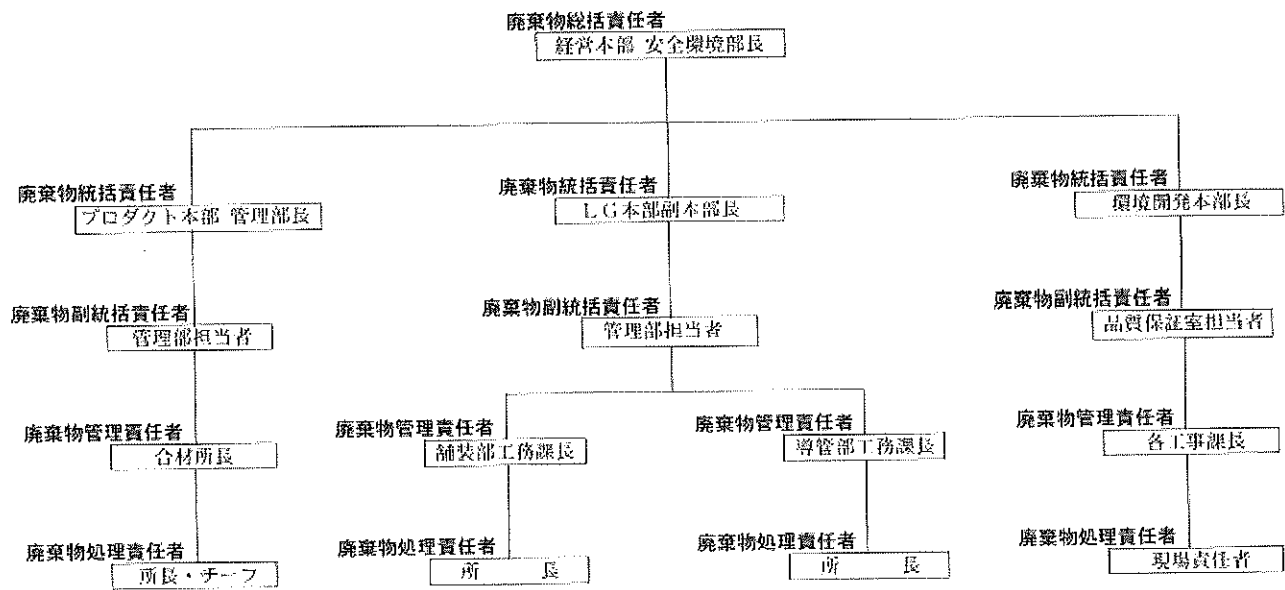 廃棄物総括責任者
経営本部 安全環境部長
廃棄物統括責任者
プロダクト本部 管理部長
廃棄物統括責任者
LG本部副本部長
廃棄物統括責任者
環境開発本部長
廃棄物副統括責任者
管理部担当者
廃棄物副統括責任者
管理部担当者
廃棄物副統括責任者
品質保証室担当者
廃棄物管理責任者
合材所長
廃棄物管理責任者
舗装部工務課長
廃棄物管理責任者
導管部工務課長
廃棄物管理責任者
各工事課長
廃棄物処理責任者
所長・チーフ
廃棄物処理責任者
所 長
廃棄物処理責任者
所 長
廃棄物処理責任者
現場責任者